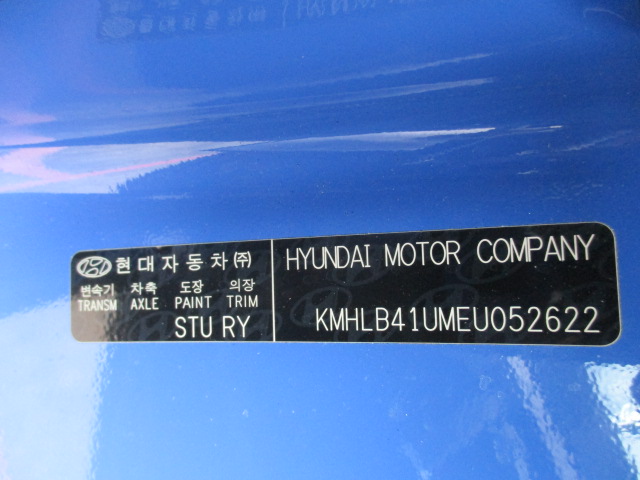 현대자동차㈜
변속기 차축 도장 의장
TRANSM AXLE PAINT TRIM
STU RY
HYUNDAI MOTOR COMPANY
KMHLB41UMEU052622